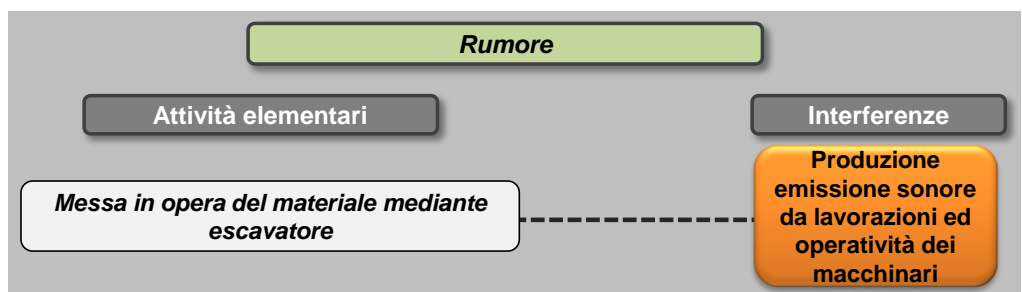 Rumore
Attività elementari
Interferenze
Messa in opera del materiale mediante
escavatore
Produzione
emissione sonore
da lavorazioni ed
operatività dei
macchinari